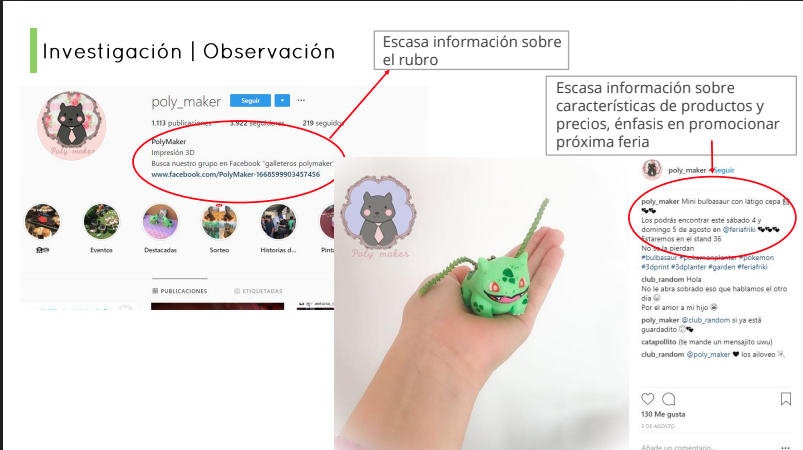 Investigación | Observación
Escasa información sobre
el rubro
Escasa información sobre
características de productos y
precios, énfasis en promocionar
próxima feria
Poly maker
poly_maker
Seguir
1.113 publicaciones
3.922 seguidores
219 seguidos
PolyMaker
Impresión 3D
Busca nuestro grupo en Facebook "galleteros polymaker"
www.facebook.com/PolyMaker-1668599903457456
Eventos
Destacadas
Sorteo
Historias d...
PUBLICACIONES
ETIQUETADAS
Poly maker
poly_maker • Seguir
poly_maker Mini bulbasaur con látigo cepa
Los podrás encontrar este sábado 4 y
domingo 5 de agosto en @feriafriki
Estaremos en el stand 36
No se la pierdan
#bulbasaur #pokemonplanter #pokemon
#3dprint #3dplanter #garden #feriafriki
club_random Hola
No le abra sobrado eso que hablamos el otro
dia
Por el amor a mi hijo
poly_maker @club_random si ya está
guardadito
catapollito (te mande un mensajito uwu)
club_random @poly_maker ♥ los ailoveo
130 Me gusta
3 DE AGOSTO
Añade un comentario...